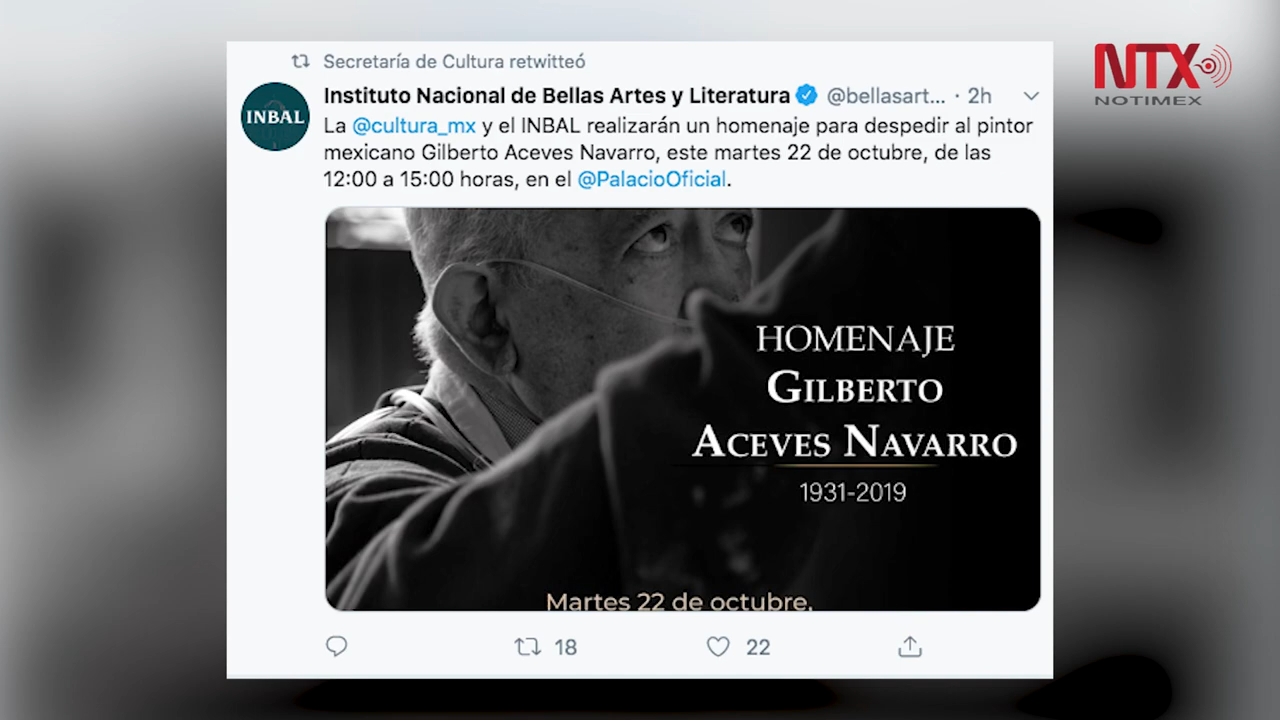 NTX
NOTIMEX
Secretaría de Cultura retwitteó
Instituto Nacional de Bellas Artes y Literatura @bellasart... · 2h
INBAL
La @cultura_mx y el INBAL realizarán un homenaje para despedir al pintor
mexicano Gilberto Aceves Navarro, este martes 22 de octubre, de las
12:00 a 15:00 horas, en el @PalacioOficial.
HOMENAJE
GILBERTO
ACEVES NAVARRO
1931-2019
Martes 22 de octubre,
18
22